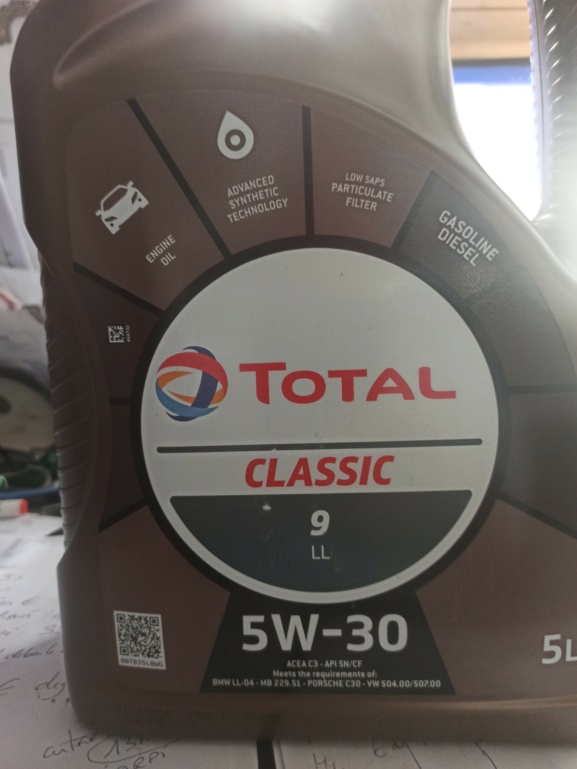 ENGINE
OIL
ADVANCED
SYNTHETIC
TECHNOLOGY
LOW SAPS
PARTICULATE
FILTER
GASOLINE
DIESEL
TOTAL
CLASSIC
9
LL
5W-30
5L
ACEA C3 - API SN/CF
Meets the requirements of:
BMW LL-04 - MB 229.51 - PORSCHE C30 - VW 504.00/507.00